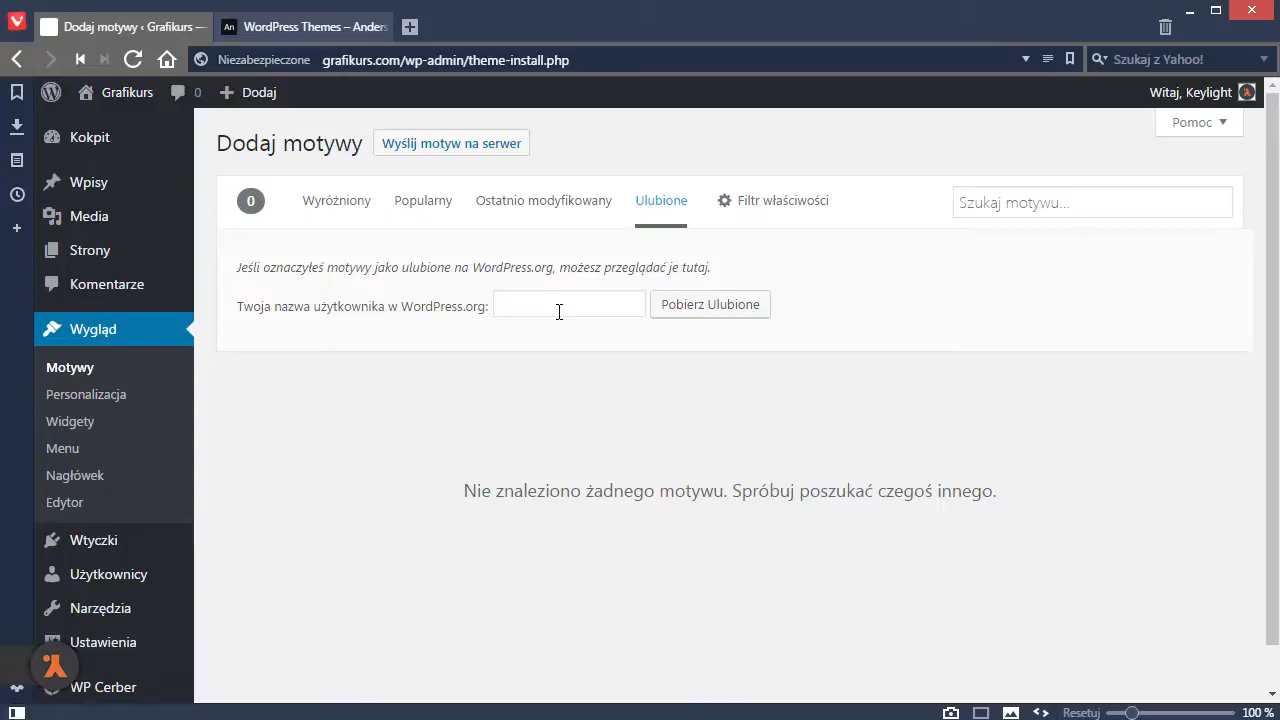 Dodaj motywy ‹ Grafikurs —
An WordPress Themes – Anders
Niezabezpieczone grafikurs.com/wp-admin/theme-install.php
Szukaj z Yahoo!
Grafikurs 0 Dodaj
Witaj, Keylight
Pomoc
Kokpit
Wpisy
Media
Strony
Komentarze
Wygląd
Motywy
Personalizacja
Widgety
Menu
Nagłówek
Edytor
Wtyczki
Użytkownicy
Narzędzia
Ustawienia
WP Cerber
Dodaj motywy Wyślij motyw na serwer
0 Wyróżniony Popularny Ostatnio modyfikowany Ulubione Filtr właściwości
Szukaj motywu...
Jeśli oznaczyłeś motywy jako ulubione na WordPress.org, możesz przeglądać je tutaj.
Twoja nazwa użytkownika w WordPress.org: Pobierz Ulubione
Nie znaleziono żadnego motywu. Spróbuj poszukać czegoś innego.
Resetuj 100 %